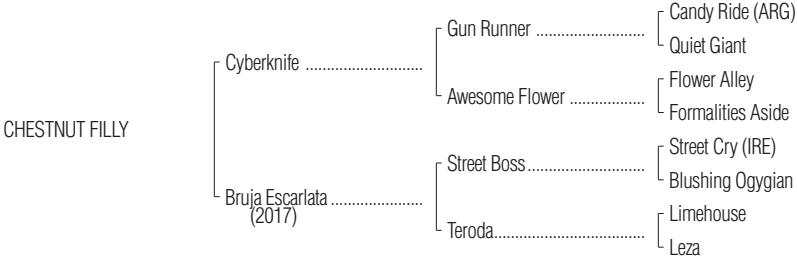 Candy Ride (ARG)
Gun Runner ............................
Quiet Giant
Cyberknife ..............................
Flower Alley
Awesome Flower ....................
Formalities Aside
CHESTNUT FILLY
Street Cry (IRE)
Street Boss..............................
Blushing Ogygian
Bruja Escarlata .......................
(2017)
Limehouse
Teroda.......................................
Leza